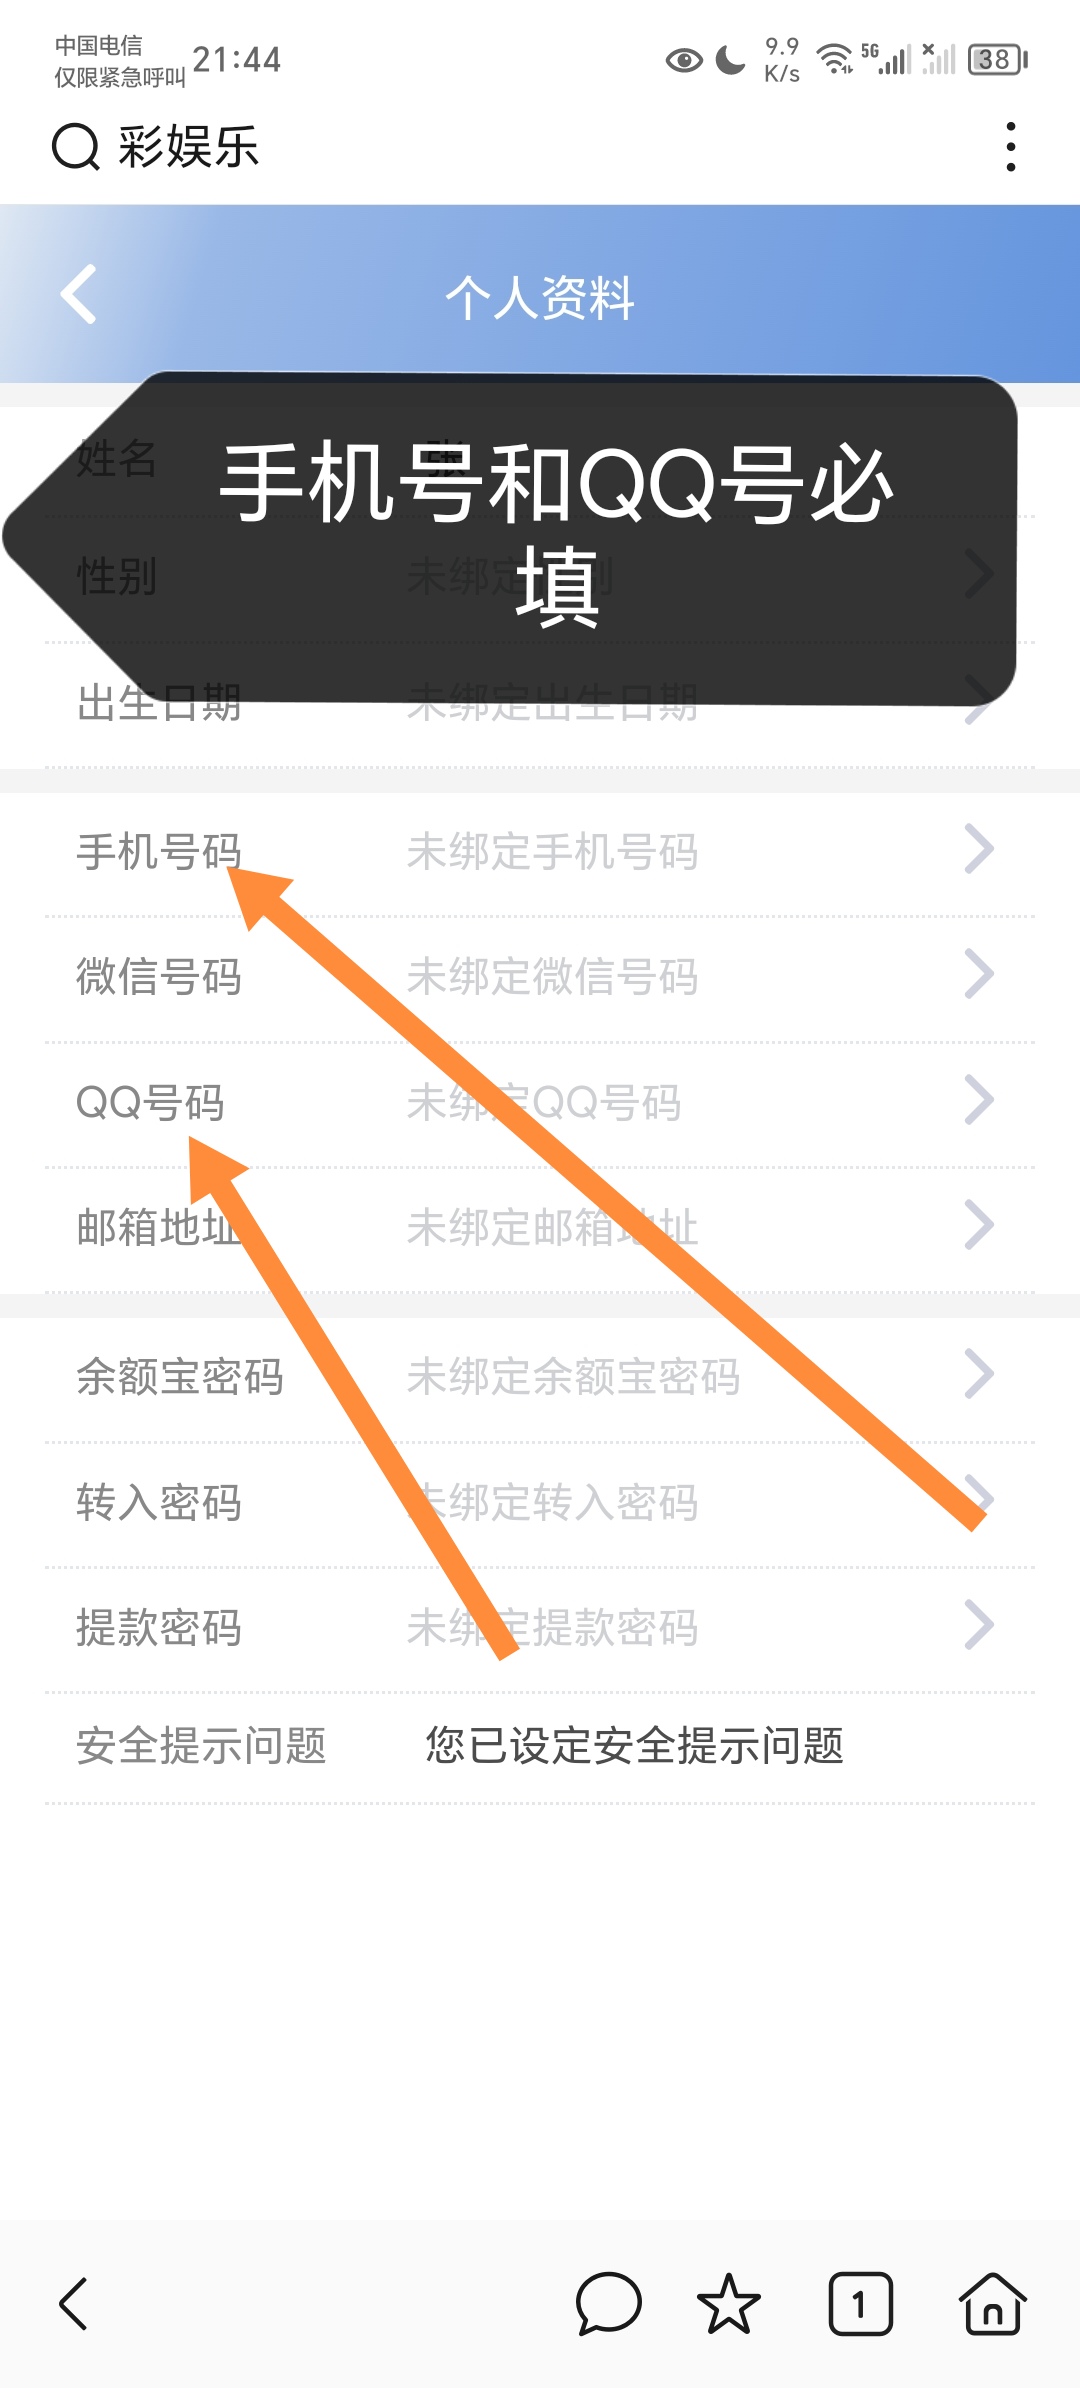 中国电信
仅限紧急呼叫 21:44 9.9 K/s 5G 38
彩娱乐
个人资料
手机号和QQ号必
填
姓名 张
性别 未绑定性别
出生日期 未绑定出生日期
手机号码 未绑定手机号码
微信号码 未绑定微信号码
QQ号码 未绑定QQ号码
邮箱地址 未绑定邮箱地址
余额宝密码 未绑定余额宝密码
转入密码 未绑定转入密码
提款密码 未绑定提款密码
安全提示问题 您已设定安全提示问题
1